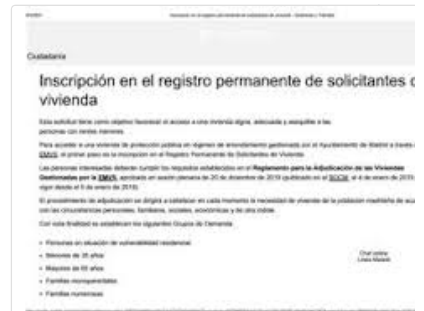 Ciudadanía
Inscripción en el registro permanente de solicitantes d
vivienda
Esta solicitud tiene como objetivo favorecer el acceso a una vivienda digna, adecuada y asequible a las
personas con rentas menores.
Para acceder a una vivienda de protección pública en régimen de arrendamiento gestionada por el Ayuntamiento de Madrid a través
EMVS, el primer paso es la inscripción en el Registro Permanente de Solicitantes de Vivienda.
Las personas interesadas deberán cumplir los requisitos establecidos en el Reglamento para la Adjudicación de las Viviendas
Gestionadas por la EMVS, aprobado en sesión plenaria de 20 de diciembre de 2018 (publicado en el BOCM, el 4 de enero de 2019,
vigor desde el 5 de enero de 2019).
El procedimiento de adjudicación se dirigirá a satisfacer en cada momento la necesidad de vivienda de la población madrileña de acu
con las circunstancias personales, familiares, sociales, económicas y de otra índole.
Con esta finalidad se establecen los siguientes Grupos de Demanda:
• Personas en situación de vulnerabilidad residencial.
• Menores de 35 años
• Mayores de 65 años
• Familias monoparentales
• Familias numerosas
Chat online
Línea Madrid